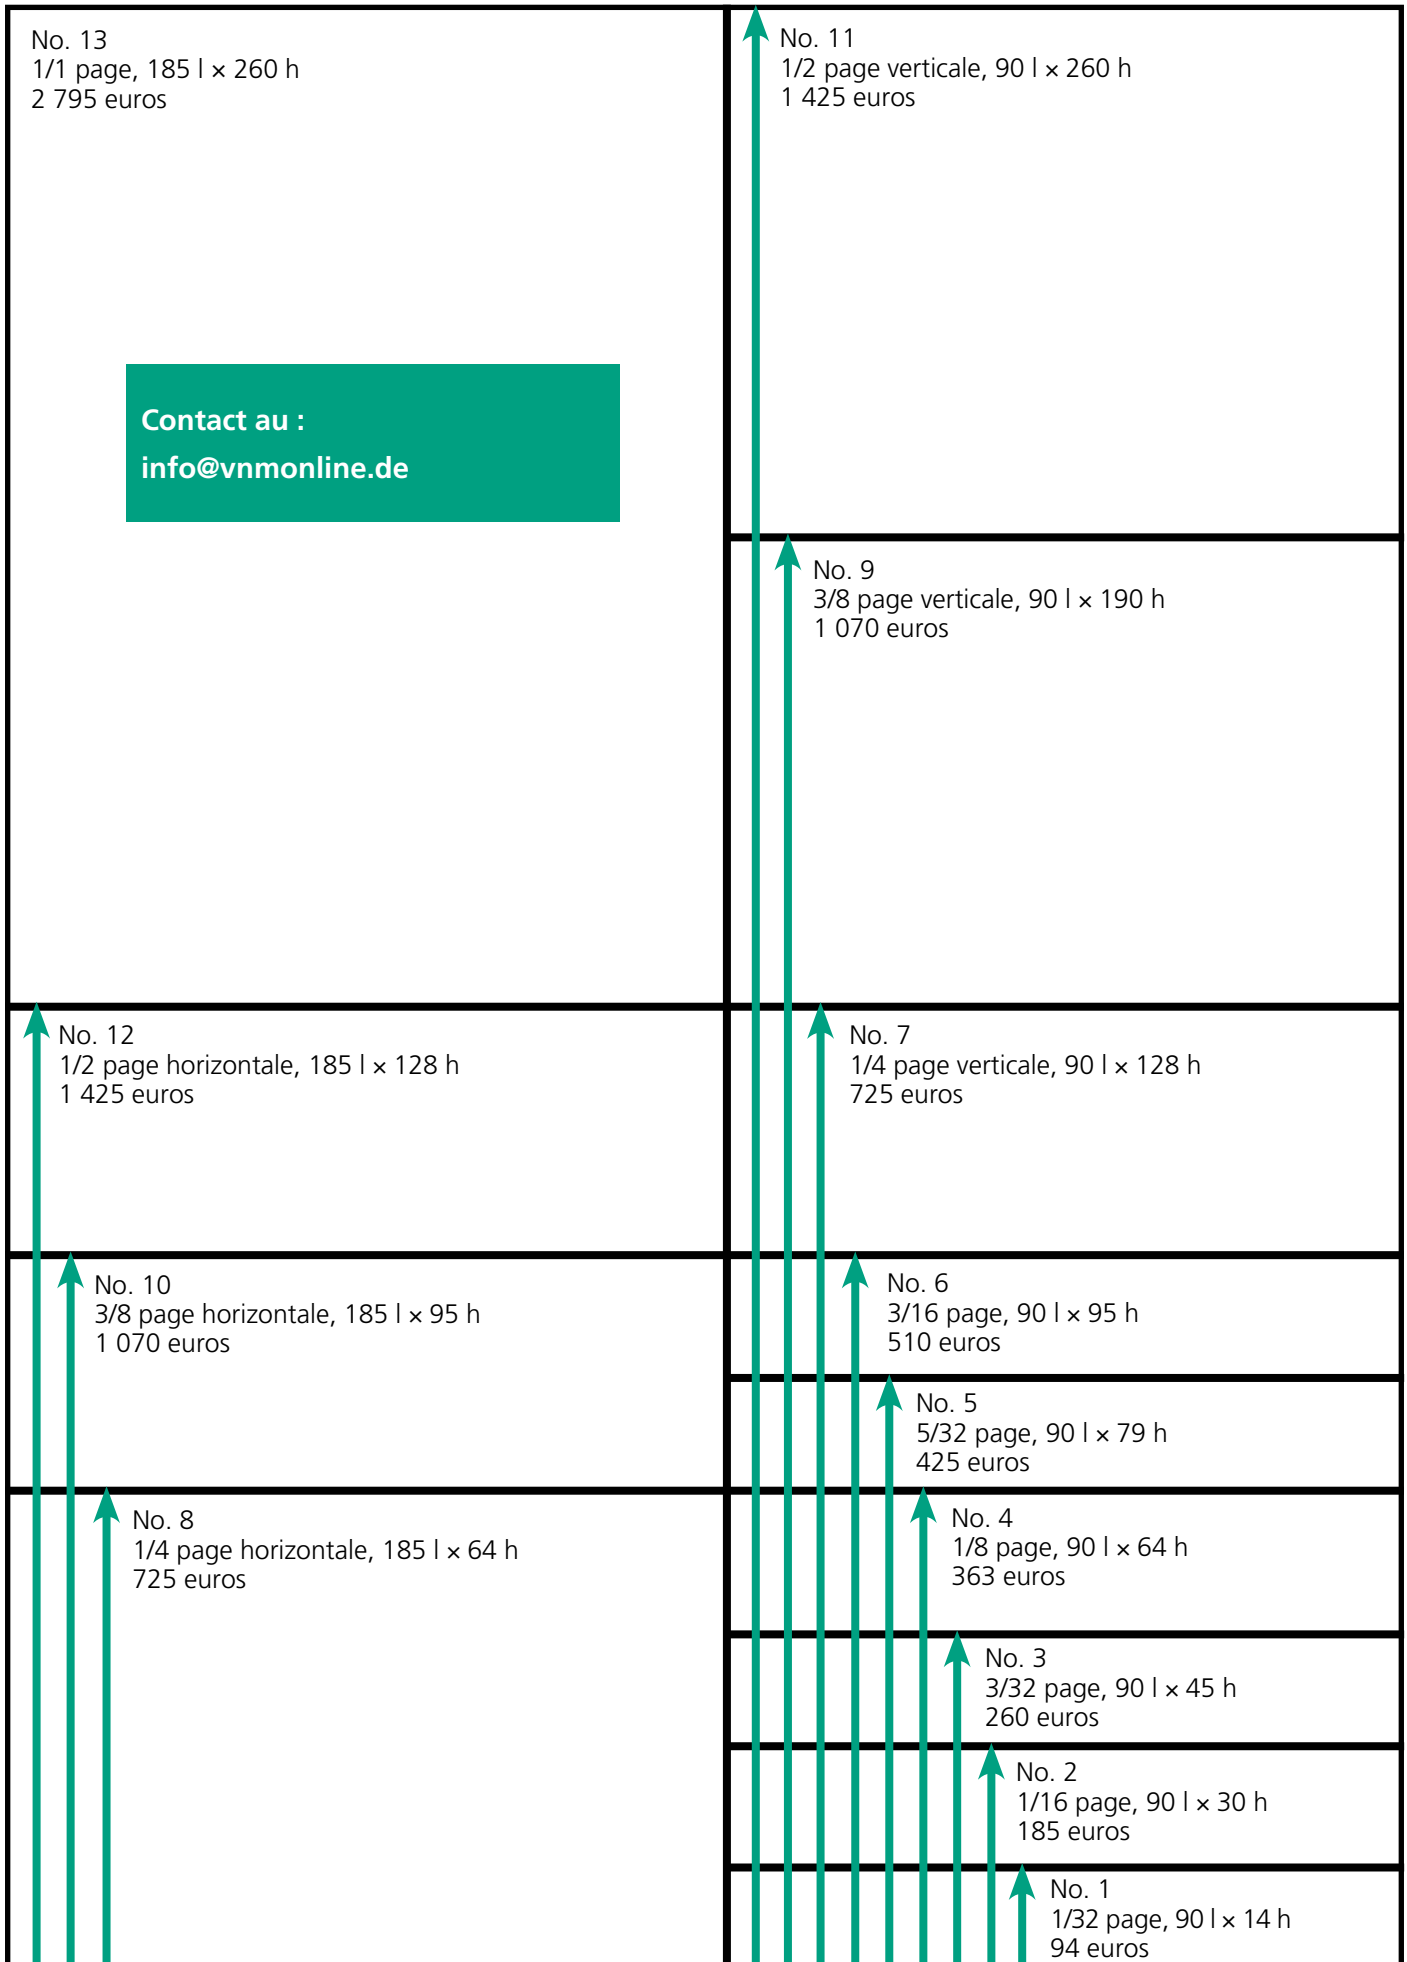 No. 13
1/1 page, 185 l × 260 h
2 795 euros
Contact au :
info@vnmonline.de
No. 12
1/2 page horizontale, 185 l × 128 h
1 425 euros
No. 10
3/8 page horizontale, 185 l × 95 h
1 070 euros
No. 8
1/4 page horizontale, 185 l × 64 h
725 euros
No. 11
1/2 page verticale, 90 l × 260 h
1 425 euros
No. 9
3/8 page verticale, 90 l × 190 h
1 070 euros
No. 7
1/4 page verticale, 90 l × 128 h
725 euros
No. 6
3/16 page, 90 l × 95 h
510 euros
No. 5
5/32 page, 90 l × 79 h
425 euros
No. 4
1/8 page, 90 l × 64 h
363 euros
No. 3
3/32 page, 90 l × 45 h
260 euros
No. 2
1/16 page, 90 l × 30 h
185 euros
No. 1
1/32 page, 90 l × 14 h
94 euros